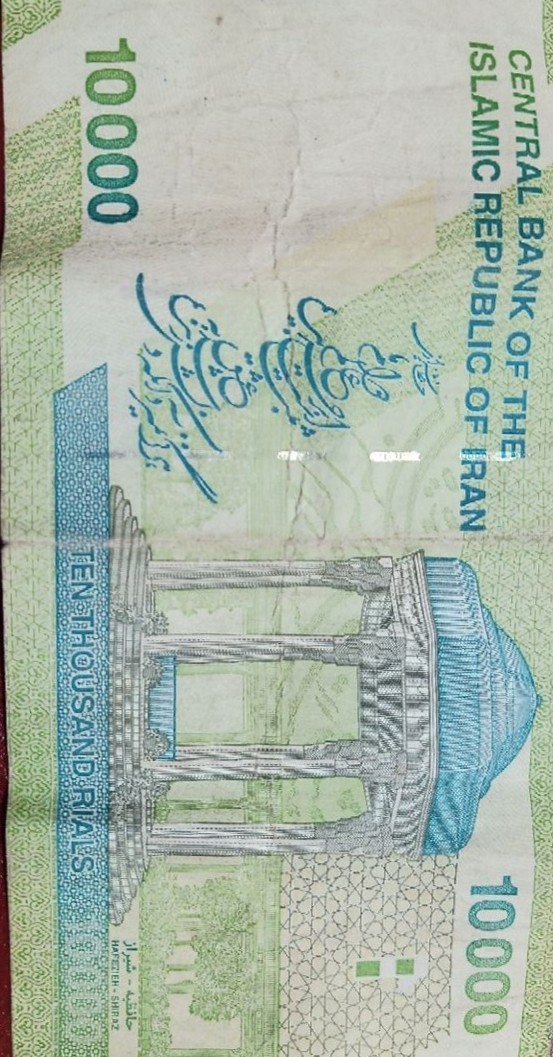 CENTRAL BANK OF THE
ISLAMIC REPUBLIC OF IRAN
10000
حافظ شیرازی
هرگز نمیرد آنکه دلش زنده شد به عشق
ثبت است بر جریده عالم دوام ما
حافظیه - شیراز
HAFEZIEH - SHIRAZ
10000
TEN THOUSAND RIALS